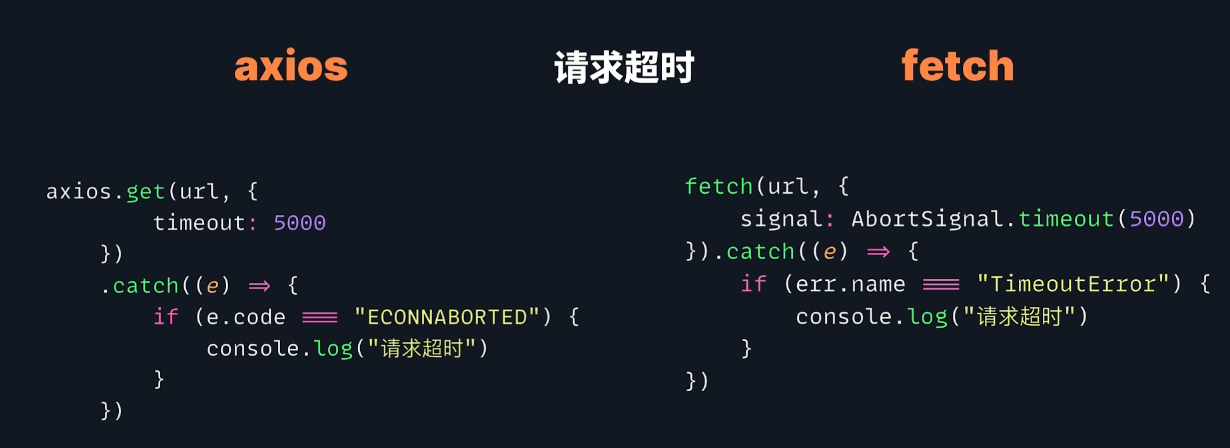 axios
请求超时
fetch
axios.get(url, {
timeout: 5000
})
.catch((e) => {
if (e.code === "ECONNABORTED") {
console.log("请求超时")
}
})
fetch(url, {
signal: AbortSignal.timeout(5000)
}).catch((e) => {
if (err.name === "TimeoutError") {
console.log("请求超时")
}
})